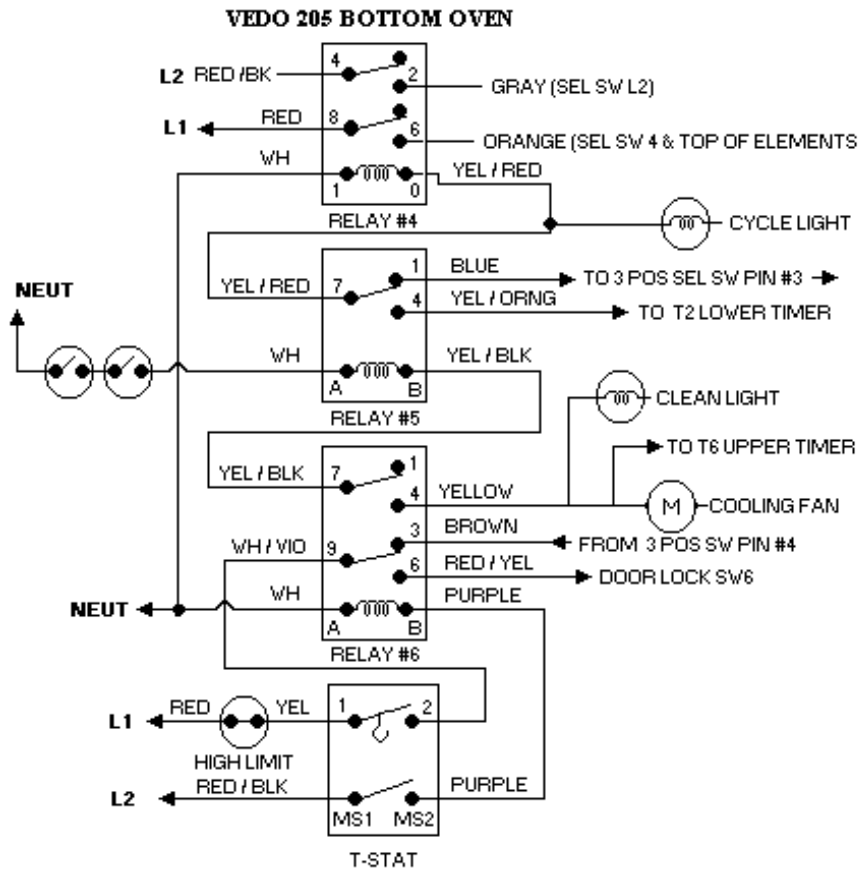 VEDO 205 BOTTOM OVEN
4
L2 RED /BK
2
GRAY (SEL SW L2)
RED
8
L1
6
ORANGE (SEL SW 4 & TOP OF ELEMENTS
WH
YEL / RED
1
0
RELAY #4
CYCLE LIGHT
1
BLUE
TO 3 POS SEL SW PIN #3
NEUT
YEL / RED
7
4
YEL / ORNG
TO T2 LOWER TIMER
WH
YEL / BLK
A
B
RELAY #5
CLEAN LIGHT
TO T6 UPPER TIMER
1
YEL / BLK
7
4
YELLOW
M
COOLING FAN
3
BROWN
WH / VIO
9
FROM 3 POS SW PIN #4
6
RED / YEL
DOOR LOCK SW6
NEUT
WH
PURPLE
A
B
RELAY #6
RED
YEL
1
2
L1
HIGH LIMIT
RED / BLK
PURPLE
L2
MS1
MS2
T-STAT